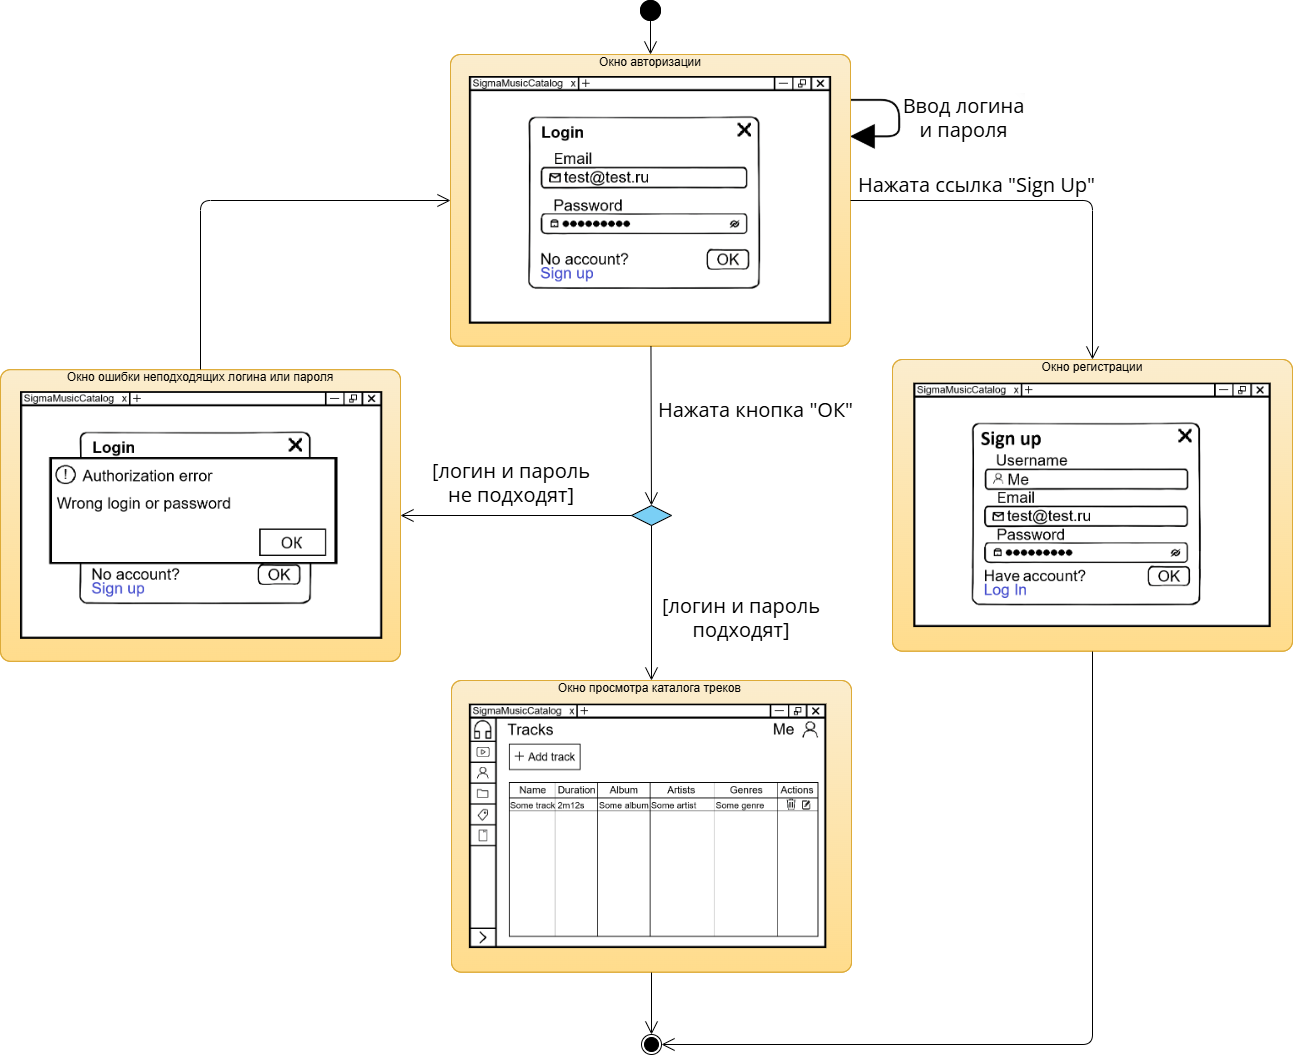 Окно авторизации
SigmaMusicCatalog x +
Login
Email
test@test.ru
Password
No account?
OK
Sign up
Ввод логина
и пароля
Нажата ссылка "Sign Up"
Окно ошибки неподходящих логина или пароля
SigmaMusicCatalog x +
Login
Authorization error
Wrong login or password
OK
No account?
OK
Sign up
Нажата кнопка "ОК"
[логин и пароль
не подходят]
[логин и пароль
подходят]
Окно регистрации
SigmaMusicCatalog x +
Sign up
Username
Me
Email
test@test.ru
Password
Have account?
OK
Log In
Окно просмотра каталога треков
SigmaMusicCatalog x +
Tracks
Me
+ Add track
Name Duration Album Artists Genres Actions
Some track 2m12s Some album Some artist Some genre